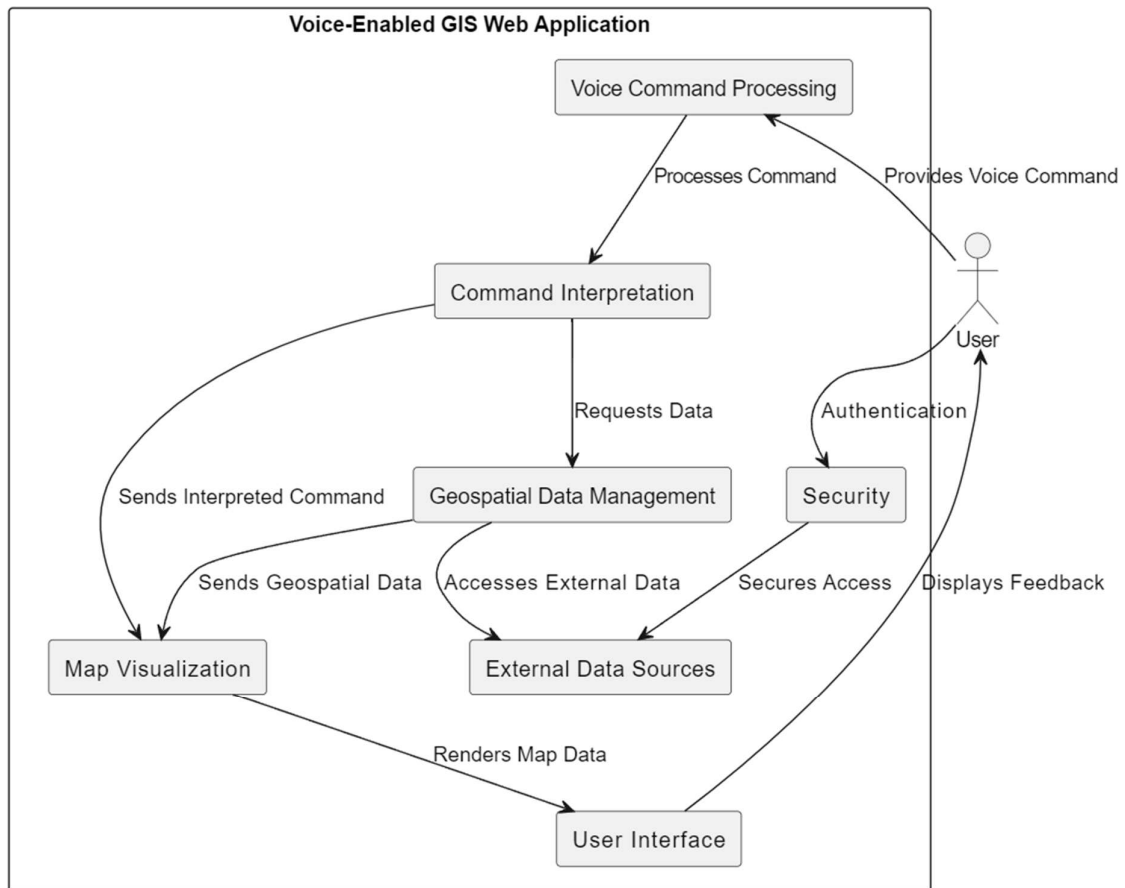 Voice-Enabled GIS Web Application
Voice Command Processing
Processes Command
Provides Voice Command
Command Interpretation
User
Requests Data
Authentication
Sends Interpreted Command
Geospatial Data Management
Security
Sends Geospatial Data
Accesses External Data
Secures Access
Displays Feedback
Map Visualization
External Data Sources
Renders Map Data
User Interface